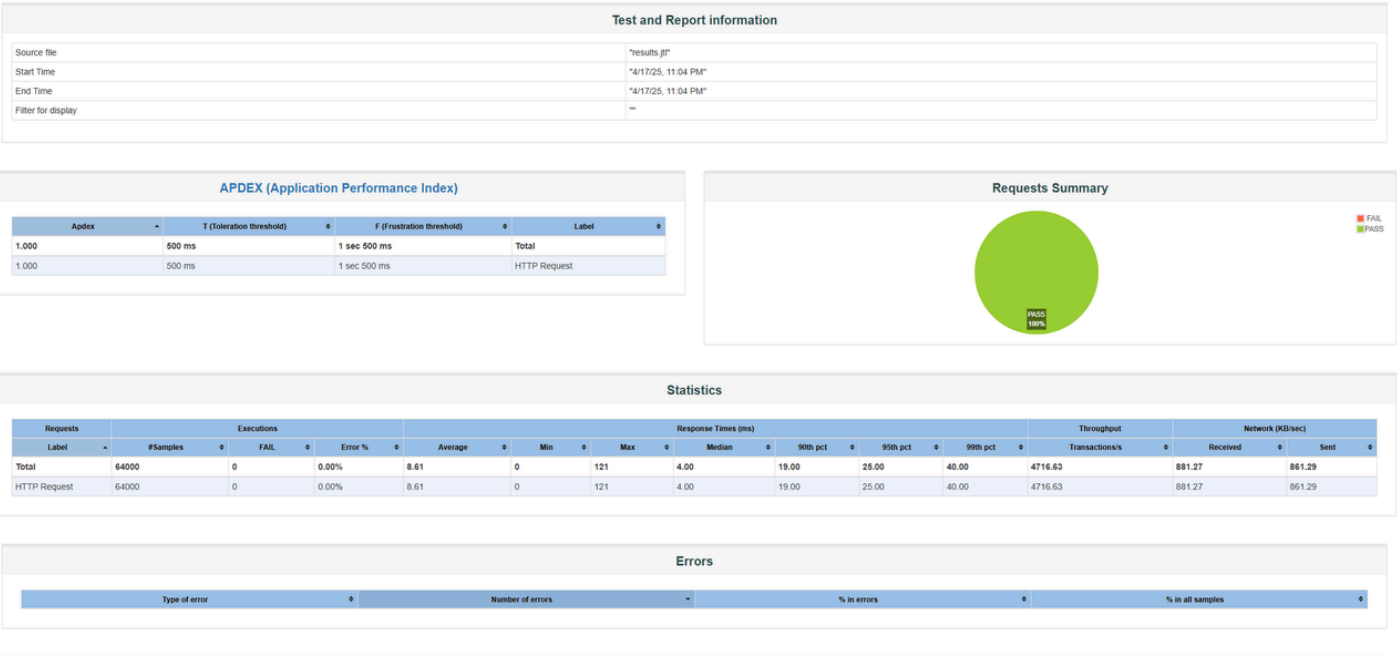 Test and Report information
Source file "results.jtl"
Start Time "4/17/25, 11:04 PM"
End Time "4/17/25, 11:04 PM"
Filter for display ""
APDEX (Application Performance Index)
Apdex T (Toleration threshold) F (Frustration threshold) Label
1.000 500 ms 1 sec 500 ms Total
1.000 500 ms 1 sec 500 ms HTTP Request
Requests Summary
FAIL
PASS
PASS
100%
Statistics
Requests Executions Response Times (ms) Throughput Network (KB/sec)
Label #Samples FAIL Error % Average Min Max Median 90th pct 95th pct 99th pct Transactions/s Received Sent
Total 64000 0 0.00% 8.61 0 121 4.00 19.00 25.00 40.00 4716.63 881.27 861.29
HTTP Request 64000 0 0.00% 8.61 0 121 4.00 19.00 25.00 40.00 4716.63 881.27 861.29
Errors
Type of error Number of errors % in errors % in all samples